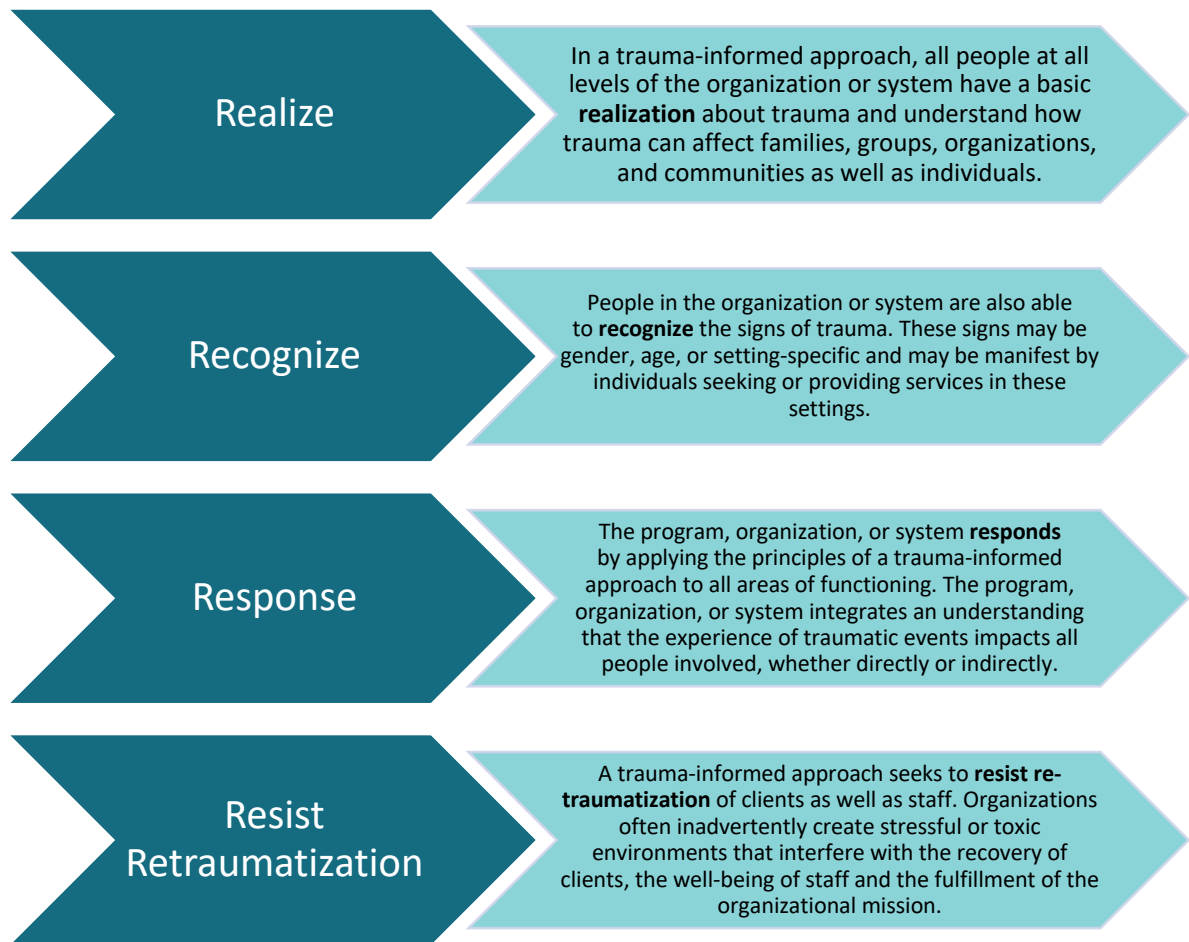 Realize
In a trauma-informed approach, all people at all
levels of the organization or system have a basic
realization about trauma and understand how
trauma can affect families, groups, organizations,
and communities as well as individuals.
Recognize
People in the organization or system are also able
to recognize the signs of trauma. These signs may be
gender, age, or setting-specific and may be manifest by
individuals seeking or providing services in these
settings.
Response
The program, organization, or system responds
by applying the principles of a trauma-informed
approach to all areas of functioning. The program,
organization, or system integrates an understanding
that the experience of traumatic events impacts all
people involved, whether directly or indirectly.
Resist
Retraumatization
A trauma-informed approach seeks to resist re-
traumatization of clients as well as staff. Organizations
often inadvertently create stressful or toxic
environments that interfere with the recovery of
clients, the well-being of staff and the fulfillment of the
organizational mission.